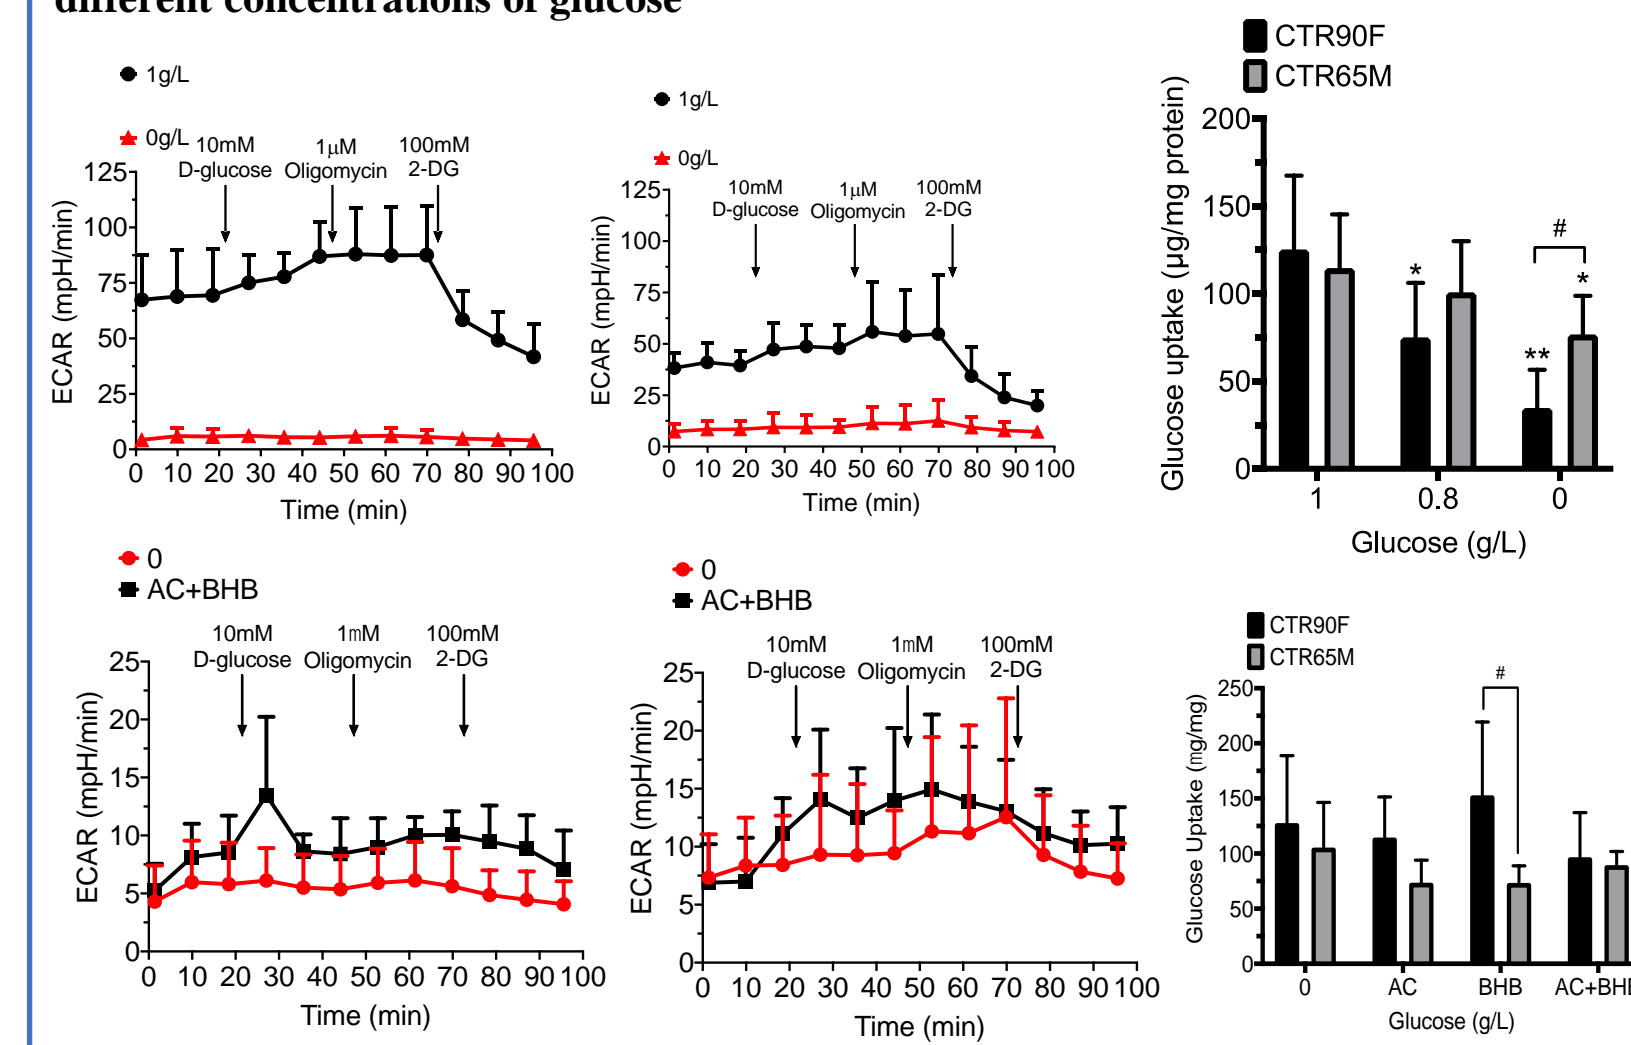 different concentrations of glucose
1g/L
0g/L
10mM
D-glucose
1µM
Oligomycin
100mM
2-DG
125
100
75
50
25
0
ECAR (mpH/min)
0 10 20 30 40 50 60 70 80 90 100
Time (min)
1g/L
0g/L
10mM
D-glucose
1µM
Oligomycin
100mM
2-DG
125
100
75
50
25
0
ECAR (mpH/min)
0 10 20 30 40 50 60 70 80 90 100
Time (min)
CTR90F
CTR65M
200
150
100
50
0
Glucose uptake (µg/mg protein)
*
**
#
*
1 0.8 0
Glucose (g/L)
0
AC+BHB
10mM
D-glucose
1mM
Oligomycin
100mM
2-DG
25
20
15
10
5
0
ECAR (mpH/min)
0 10 20 30 40 50 60 70 80 90 100
Time (min)
0
AC+BHB
10mM
D-glucose
1mM
Oligomycin
100mM
2-DG
25
20
15
10
5
0
ECAR (mpH/min)
0 10 20 30 40 50 60 70 80 90 100
Time (min)
CTR90F
CTR65M
250
200
150
100
50
0
Glucose Uptake (mg/mg)
#
0 AC BHB AC+BHB
Glucose (g/L)